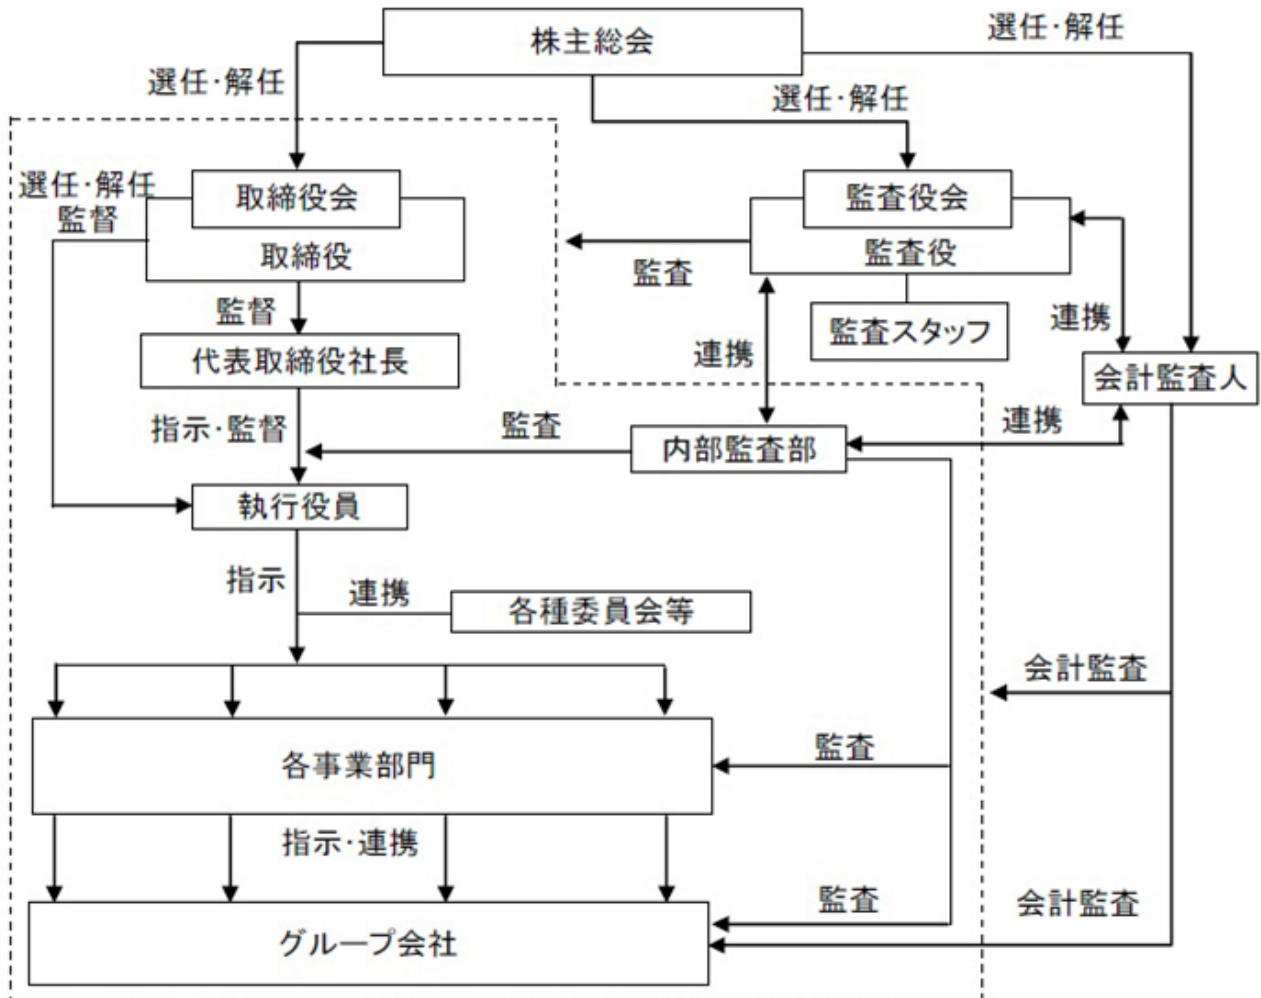 株主総会
選任・解任
選任・解任
選任・解任
選任・解任
監督
取締役会
取締役
監査役会
監査役
監査
監督
監査スタッフ
連携
連携
代表取締役社長
会計監査人
指示・監督
監査
連携
内部監査部
執行役員
指示
連携
各種委員会等
会計監査
各事業部門
監査
指示・連携
監査
会計監査
グループ会社